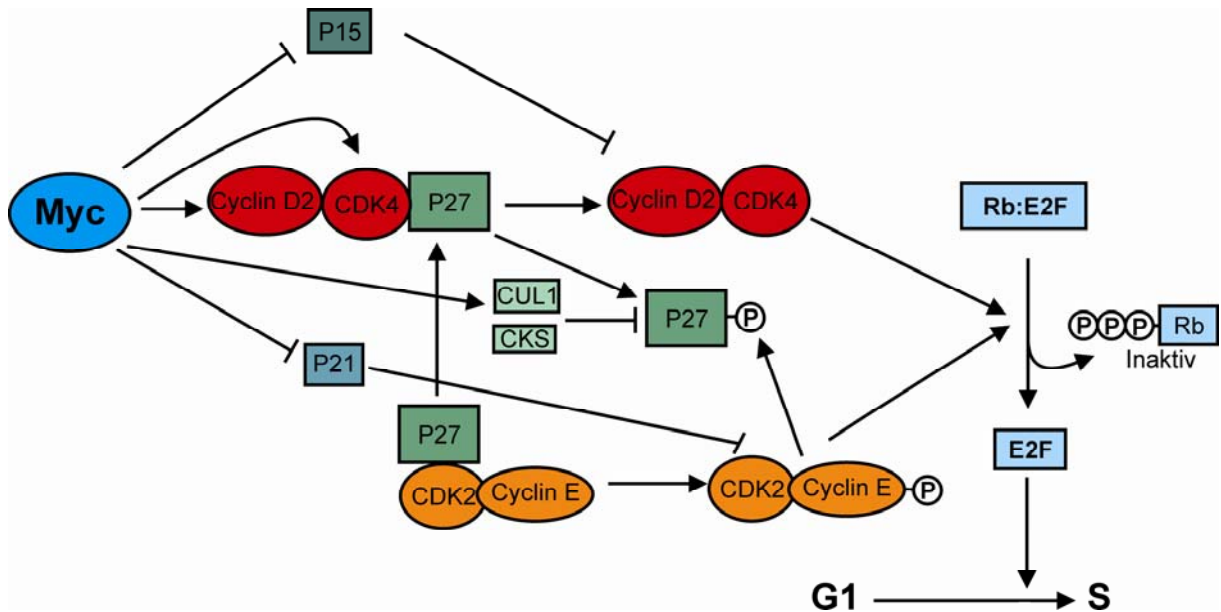 P15
Myc
Cyclin D2
CDK4
P27
Cyclin D2
CDK4
Rb:E2F
CUL1
CKS
P27
P
P P P
Rb
Inaktiv
P21
P27
CDK2
Cyclin E
CDK2
Cyclin E
P
E2F
G1
S